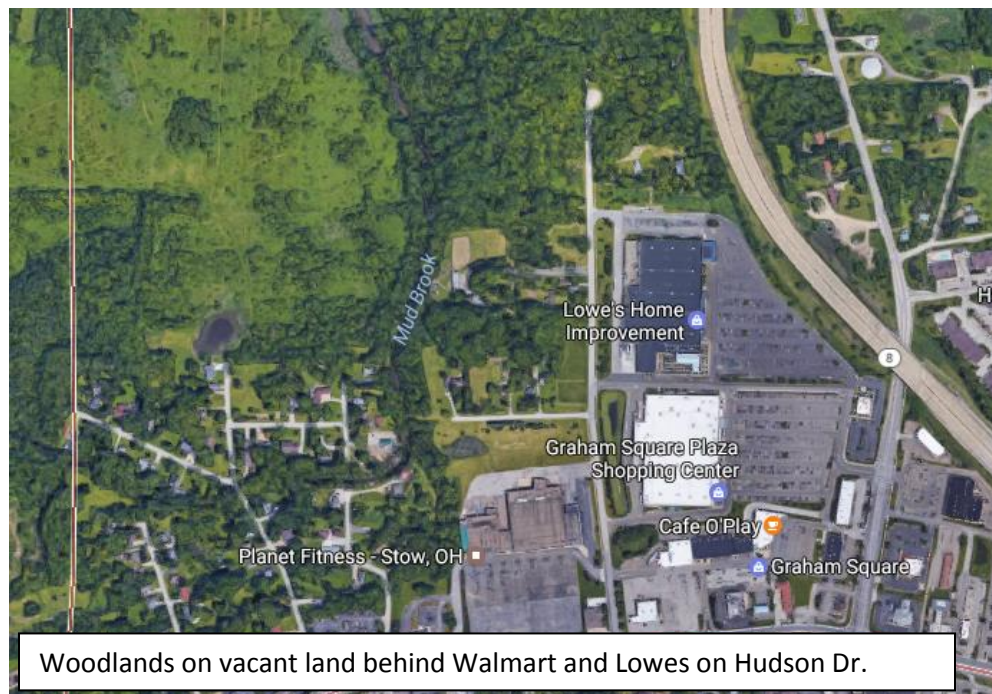 Mud Brook
Lowe's Home
Improvement
H
8
Graham Square Plaza
Shopping Center
Cafe O'Play
Planet Fitness - Stow, OH
Graham Square
Woodlands on vacant land behind Walmart and Lowes on Hudson Dr.